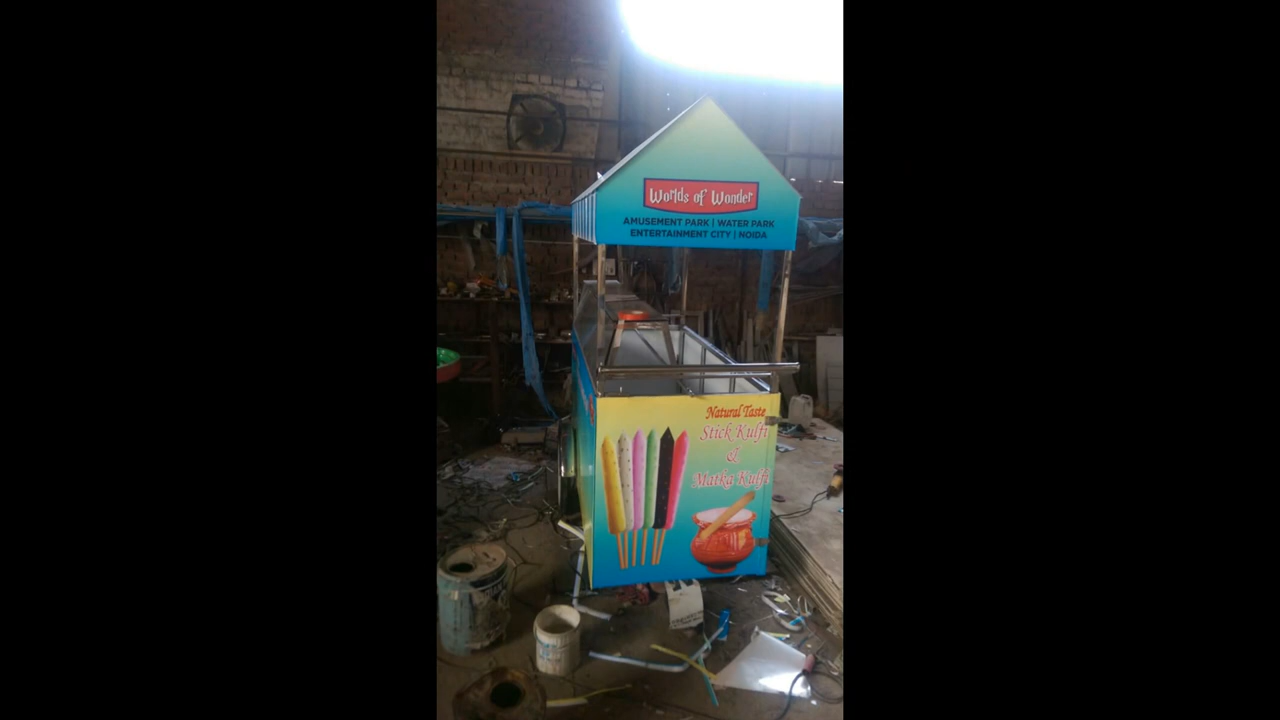 Worlds of Wonder
AMUSEMENT PARK | WATER PARK
ENTERTAINMENT CITY | NOIDA
Natural Taste
Stick Kulfi
&
Matka Kulfi